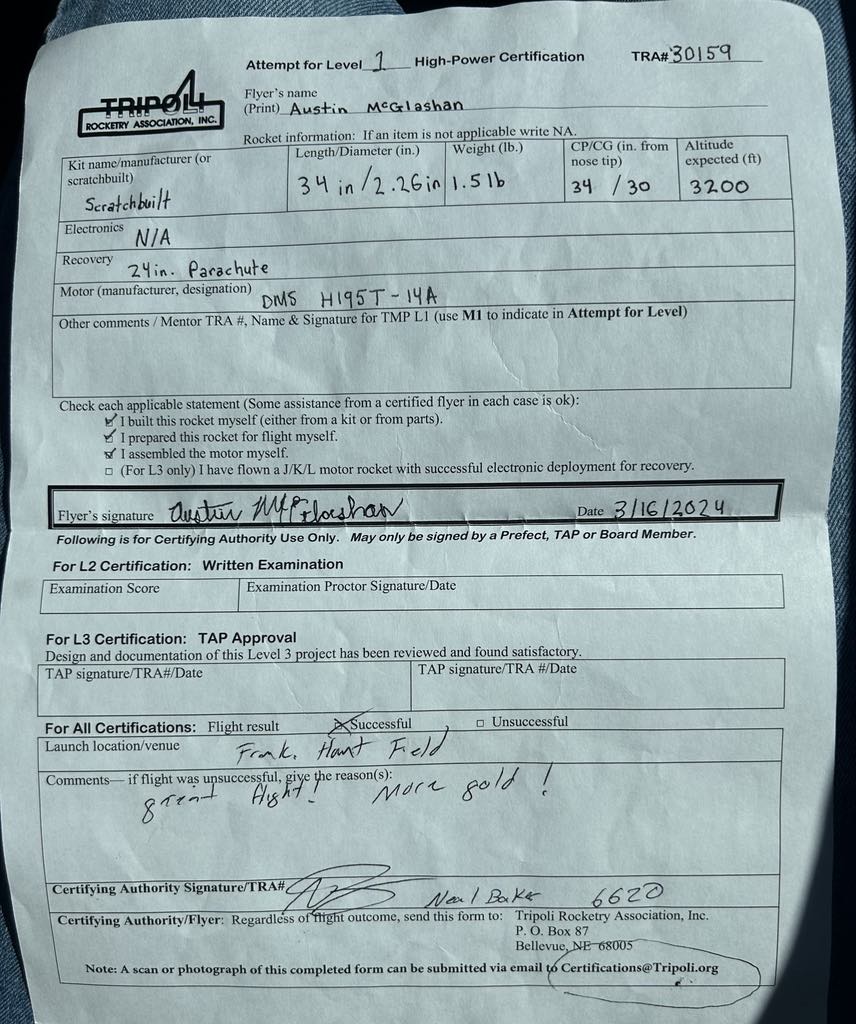 Attempt for Level 1 High-Power Certification TRA# 30159
TRIPOLI
ROCKETRY ASSOCIATION, INC.
Flyer's name
(Print) Austin McGlashan
Rocket information: If an item is not applicable write NA.
Kit name/manufacturer (or scratchbuilt)
Scratchbuilt
Length/Diameter (in.)
34 in/2.26in
Weight (lb.)
1.5 lb
CP/CG (in. from nose tip)
34 / 30
Altitude expected (ft)
3200
Electronics
N/A
Recovery
24in. Parachute
Motor (manufacturer, designation) DMS H195T-14A
Other comments / Mentor TRA #, Name & Signature for TMP L1 (use M1 to indicate in Attempt for Level)
Check each applicable statement (Some assistance from a certified flyer in each case is ok):
I built this rocket myself (either from a kit or from parts).
I prepared this rocket for flight myself.
I assembled the motor myself.
(For L3 only) I have flown a J/K/L motor rocket with successful electronic deployment for recovery.
Flyer's signature Austin McGlashan Date 3/16/2024
Following is for Certifying Authority Use Only. May only be signed by a Prefect, TAP or Board Member.
For L2 Certification: Written Examination
Examination Score
Examination Proctor Signature/Date
For L3 Certification: TAP Approval
Design and documentation of this Level 3 project has been reviewed and found satisfactory.
TAP signature/TRA#/Date
TAP signature/TRA #/Date
For All Certifications: Flight result Successful Unsuccessful
Launch location/venue Frank Hunt Field
Comments— if flight was unsuccessful, give the reason(s):
great flight! More gold!
Certifying Authority Signature/TRA# Neal Baker 6620
Certifying Authority/Flyer: Regardless of flight outcome, send this form to: Tripoli Rocketry Association, Inc.
P. O. Box 87
Bellevue, NE 68005
Note: A scan or photograph of this completed form can be submitted via email to Certifications@Tripoli.org